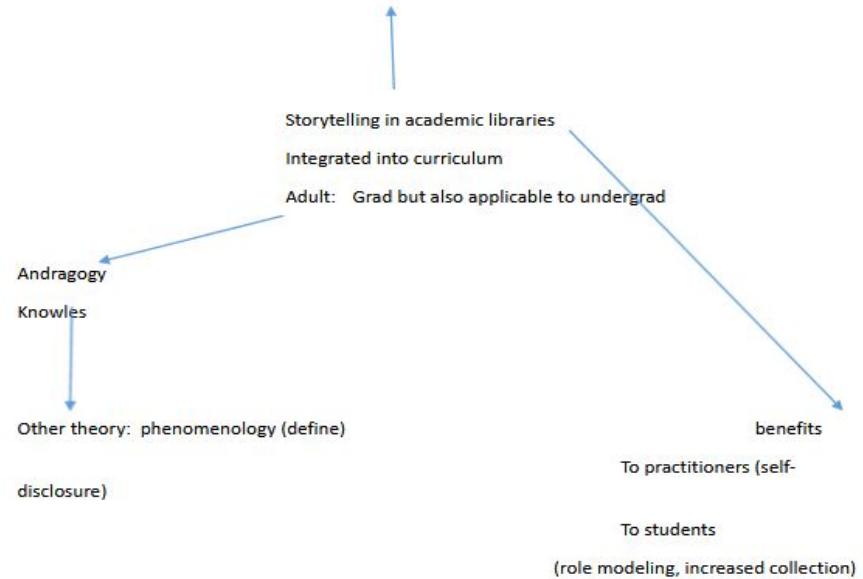 Storytelling in academic libraries
Integrated into curriculum
Adult: Grad but also applicable to undergrad
Andragogy
Knowles
Other theory: phenomenology (define)
benefits
To practitioners (self-
disclosure)
To students
(role modeling, increased collection)